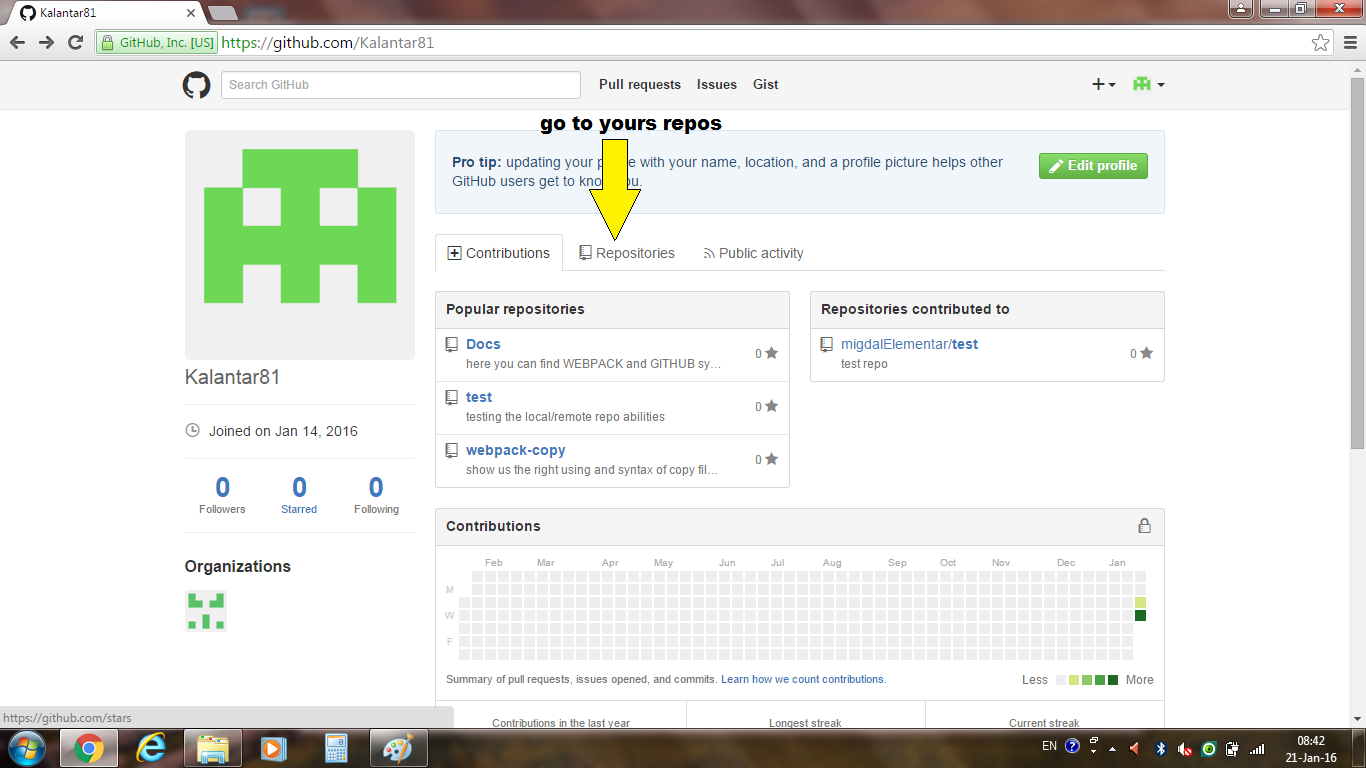 Kalantar81
GitHub, Inc. [US] https://github.com/Kalantar81
Search GitHub Pull requests Issues Gist
go to yours repos
Pro tip: updating your p e with your name, location, and a profile picture helps other
GitHub users get to kno ou.
Edit profile
Contributions Repositories Public activity
Popular repositories
Docs
here you can find WEBPACK and GITHUB sy…
0
test
testing the local/remote repo abilities
0
webpack-copy
show us the right using and syntax of copy fil…
0
Repositories contributed to
migdalElementar/test
test repo
0
Kalantar81
Joined on Jan 14, 2016
0 0 0
Followers Starred Following
Organizations
Contributions
Feb Mar Apr May Jun Jul Aug Sep Oct Nov Dec Jan
M
W
F
Summary of pull requests, issues opened, and commits. Learn how we count contributions.
Less More
Contributions in the last year Longest streak Current streak
https://github.com/stars
EN 08:42
21-Jan-16